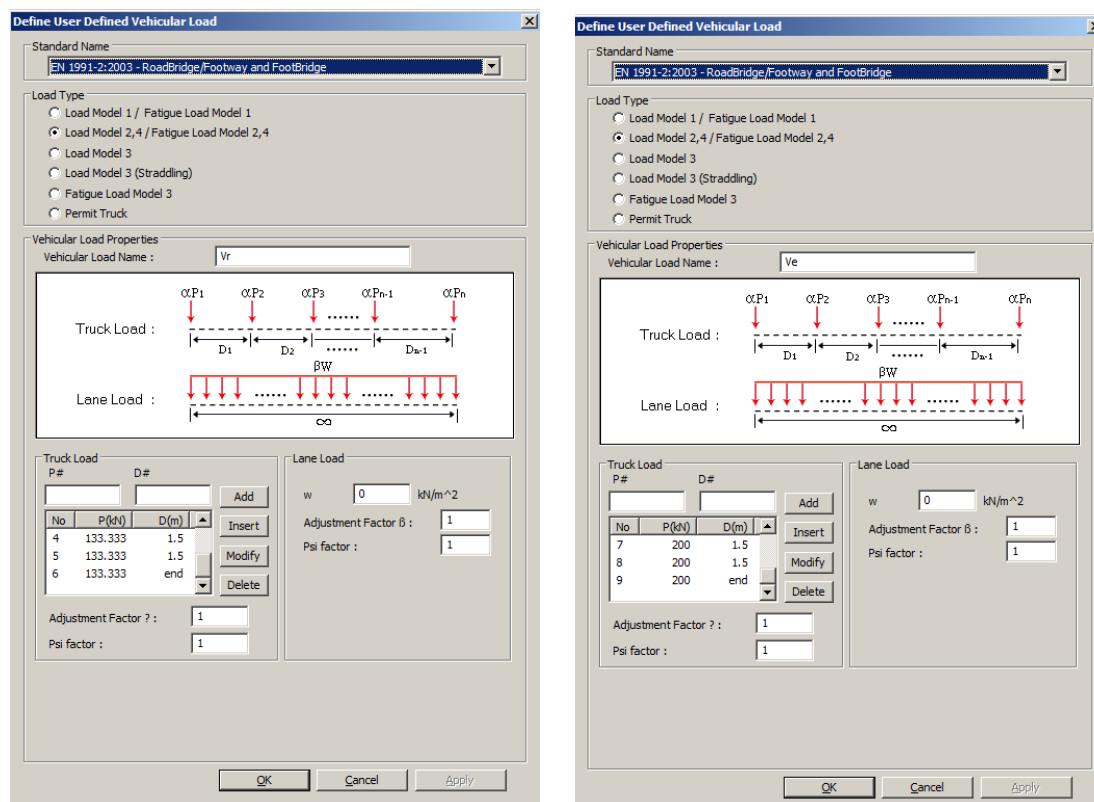 Define User Defined Vehicular Load
Standard Name
EN 1991-2:2003 - RoadBridge/Footway and FootBridge
Load Type
Load Model 1 / Fatigue Load Model 1
Load Model 2,4 / Fatigue Load Model 2,4
Load Model 3
Load Model 3 (Straddling)
Fatigue Load Model 3
Permit Truck
Vehicular Load Properties
Vehicular Load Name : Vr
αP1 αP2 αP3 αPn-1 αPn
......
Truck Load :
D1 D2 ...... Dn-1
βW
Lane Load : ...... ......
∞
Truck Load
P# D#
Add
No P(kN) D(m)
Insert
4 133.333 1.5
5 133.333 1.5
Modify
6 133.333 end
Delete
Adjustment Factor ? : 1
Psi factor : 1
Lane Load
w 0 kN/m^2
Adjustment Factor ß : 1
Psi factor : 1
OK Cancel Apply
Define User Defined Vehicular Load
Standard Name
EN 1991-2:2003 - RoadBridge/Footway and FootBridge
Load Type
Load Model 1 / Fatigue Load Model 1
Load Model 2,4 / Fatigue Load Model 2,4
Load Model 3
Load Model 3 (Straddling)
Fatigue Load Model 3
Permit Truck
Vehicular Load Properties
Vehicular Load Name : Ve
αP1 αP2 αP3 αPn-1 αPn
......
Truck Load :
D1 D2 ...... Dn-1
βW
Lane Load : ...... ......
∞
Truck Load
P# D#
Add
No P(kN) D(m)
Insert
7 200 1.5
8 200 1.5
Modify
9 200 end
Delete
Adjustment Factor ? : 1
Psi factor : 1
Lane Load
w 0 kN/m^2
Adjustment Factor ß : 1
Psi factor : 1
OK Cancel Apply